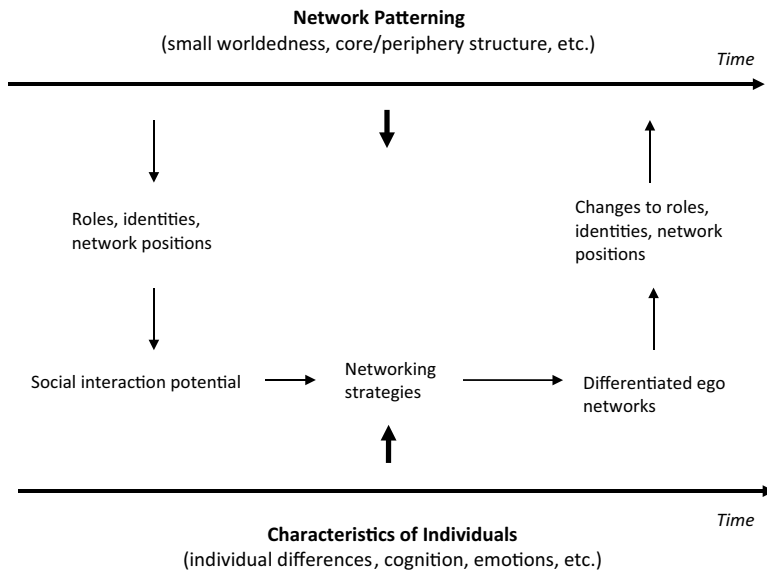 Network Patterning
(small worldedness, core/periphery structure, etc.)
Time
Roles, identities,
network positions
Changes to roles,
identities, network
positions
Social interaction potential
Networking
strategies
Differentiated ego
networks
Time
Characteristics of Individuals
(individual differences, cognition, emotions, etc.)